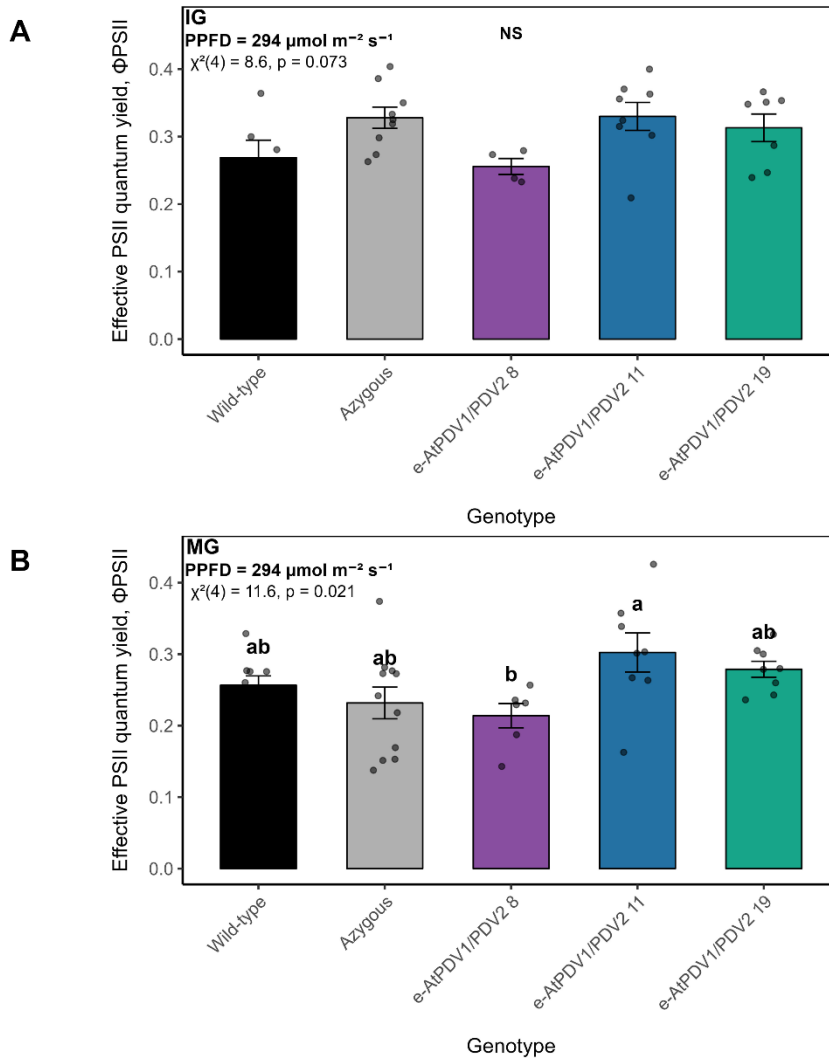 A
IG
PPFD = 294 µmol m⁻² s⁻¹
χ²(4) = 8.6, p = 0.073
NS
Effective PSII quantum yield, ΦPSII
0.4
0.3
0.2
0.1
0.0
Wild-type
Azygous
e-AtPDV1/PDV2 8
e-AtPDV1/PDV2 11
e-AtPDV1/PDV2 19
Genotype
B
MG
PPFD = 294 µmol m⁻² s⁻¹
χ²(4) = 11.6, p = 0.021
ab
ab
b
a
ab
Effective PSII quantum yield, ΦPSII
0.4
0.3
0.2
0.1
0.0
Wild-type
Azygous
e-AtPDV1/PDV2 8
e-AtPDV1/PDV2 11
e-AtPDV1/PDV2 19
Genotype